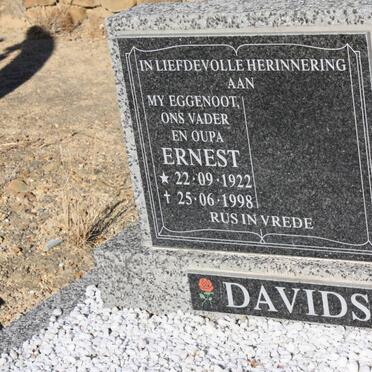 IN LIEFDEVOLLE HERINNERING
AAN
MY EGGENOOT,
ONS VADER
EN OUPA
ERNEST
★ 22·09·1922
✝ 25·06·1998
RUS IN VREDE
DAVIDS